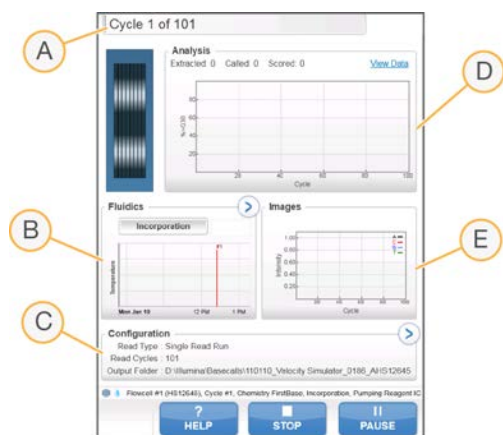 Cycle 1 of 101
A
Analysis
Extracted: 0 Called: 0 Scored: 0 View Data
D
%>=Q30
80
60
40
20
20 40 60 80 100
Cycle
Fluidics
Images
Incorporation
B
Temperature
#1
Mon Jan 10 12 PM 1 PM
Intensity
1.00
0.80
0.60
0.40
0.20
A
C
G
T
Cycle
E
Configuration
C
Read Type : Single Read Run
Read Cycles : 101
Output Folder : D:\Illumina\Basecalls\110110_Velocity Simulator_0186_AHS12645
Flowcell #1 (HS12645), Cycle #1, Chemistry FirstBase, Incorporation, Pumping Reagent IC
?
HELP
STOP
PAUSE